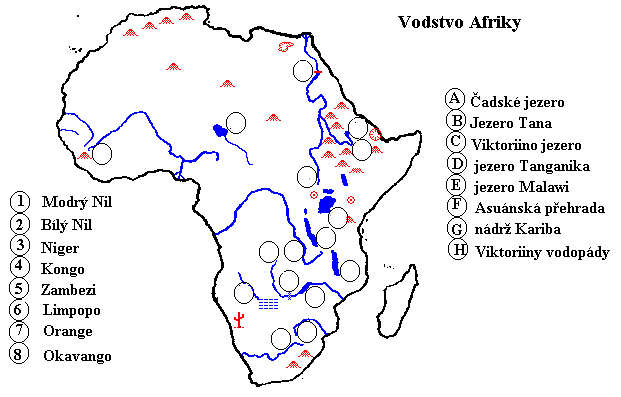 Vodstvo Afriky
A Čadské jezero
B Jezero Tana
C Viktoriino jezero
D jezero Tanganika
E jezero Malawi
F Asuánská přehrada
G nádrž Kariba
H Viktoriiny vodopády
1 Modrý Nil
2 Bílý Nil
3 Niger
4 Kongo
5 Zambezi
6 Limpopo
7 Orange
8 Okavango